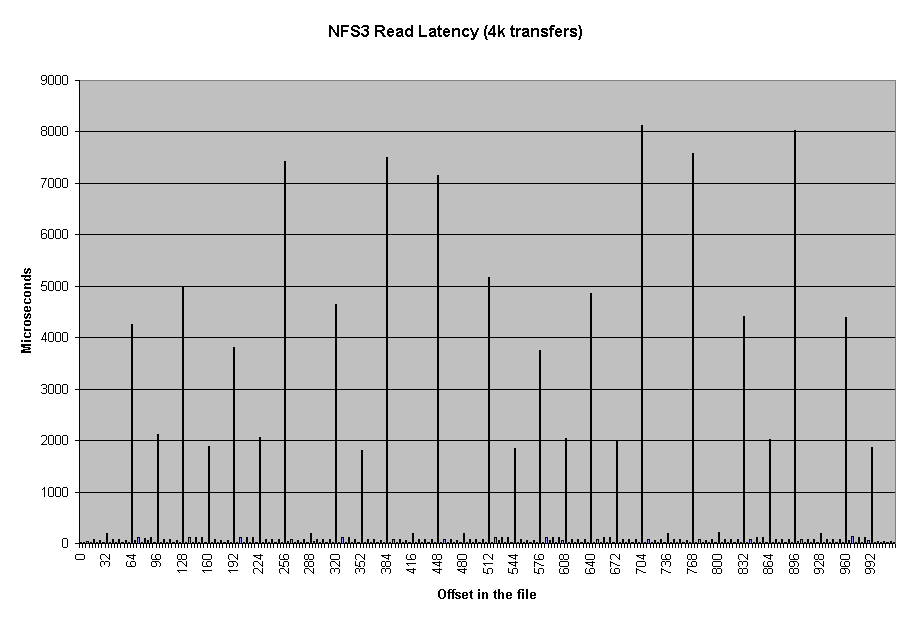 NFS3 Read Latency (4k transfers)
9000
8000
7000
6000
5000
4000
3000
2000
1000
0
Microseconds
0 32 64 96 128 160 192 224 256 288 320 352 384 416 448 480 512 544 576 608 640 672 704 736 768 800 832 864 896 928 960 992
Offset in the file